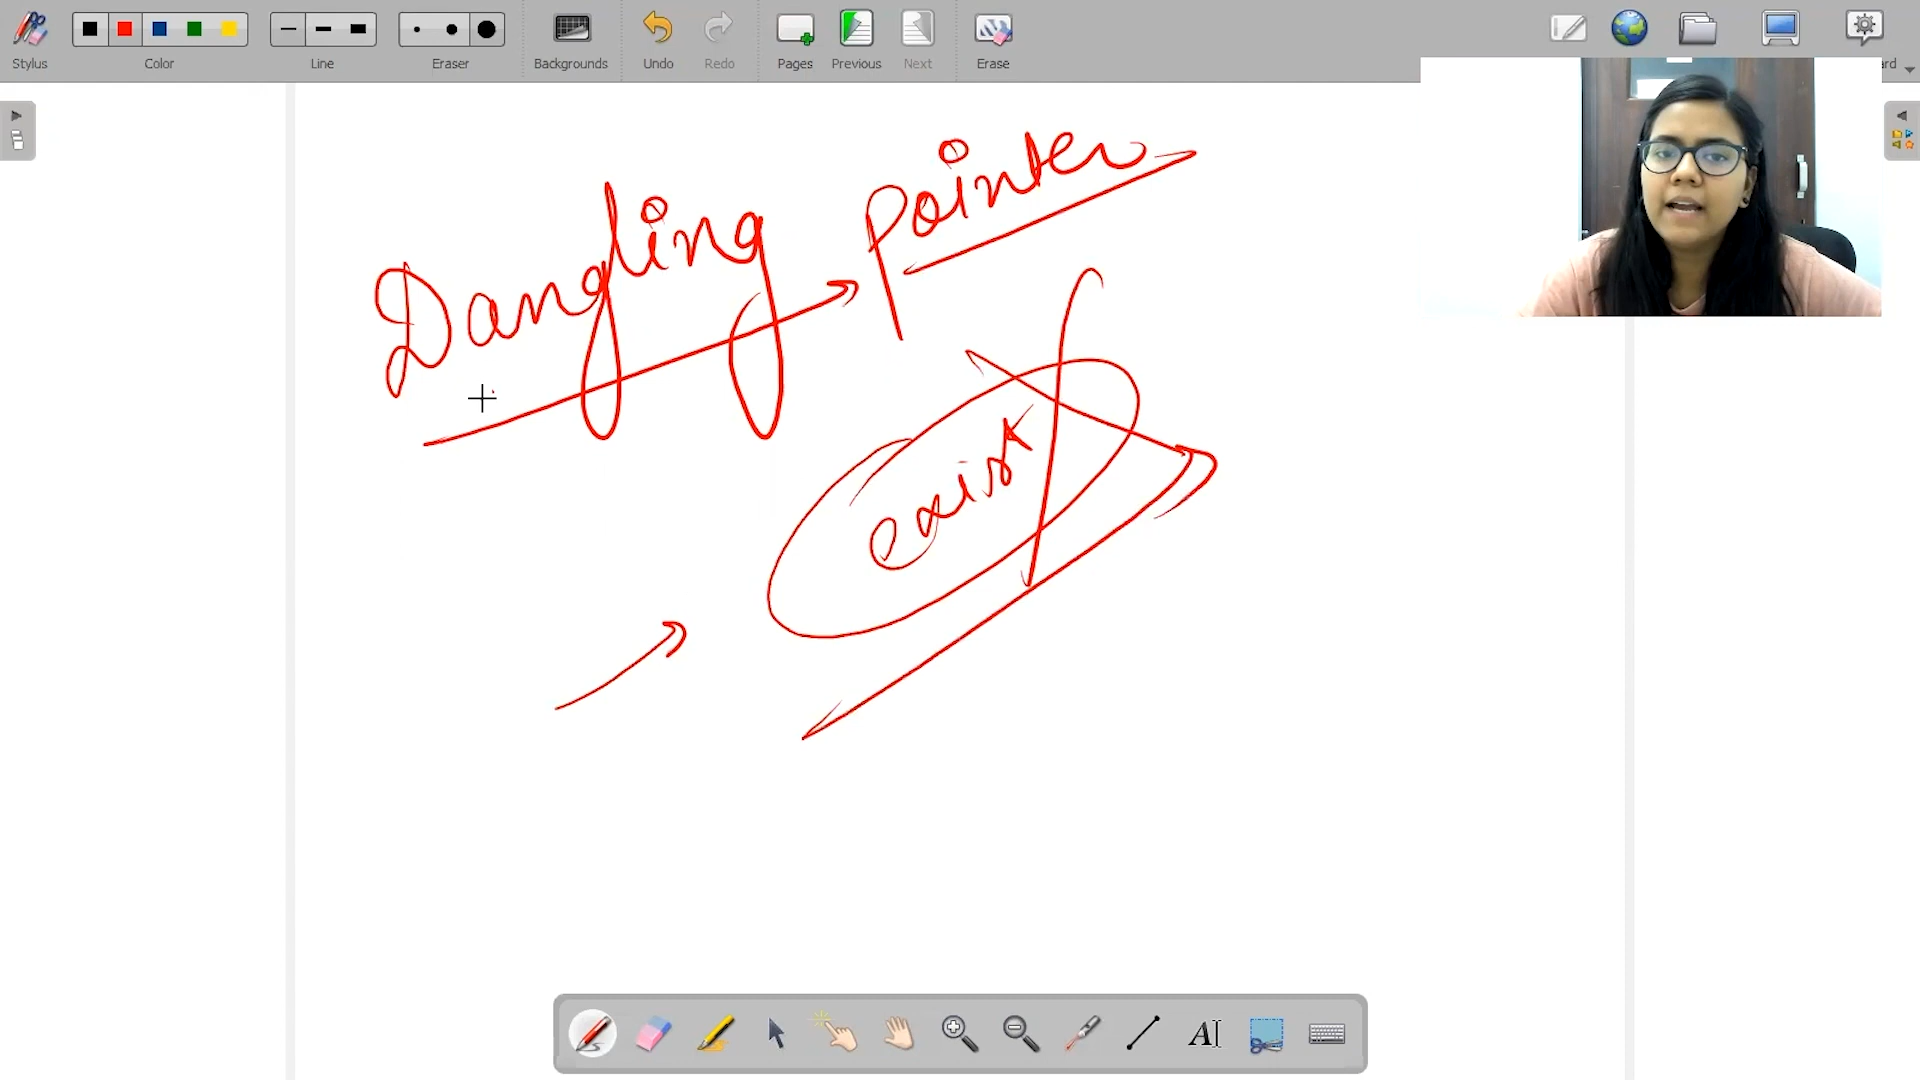 Stylus
Color
Line
Eraser
Backgrounds
Undo
Redo
Pages
Previous
Next
Erase
Dangling pointer
exist